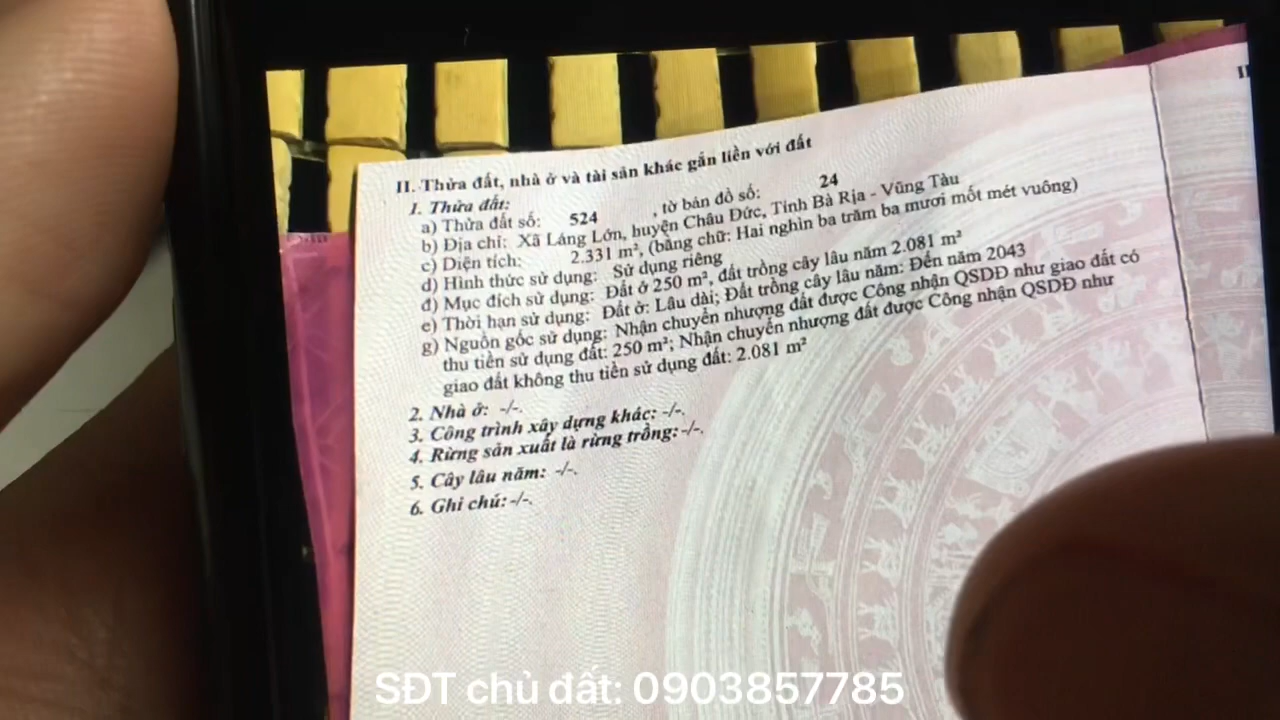 II. Thửa đất, nhà ở và tài sản khác gắn liền với đất
1. Thửa đất:
a) Thửa đất số: 524 , tờ bản đồ số: 24
b) Địa chỉ: Xã Láng Lớn, huyện Châu Đức, Tỉnh Bà Rịa - Vũng Tàu
c) Diện tích: 2.331 m², (bằng chữ: Hai nghìn ba trăm ba mươi mốt mét vuông)
d) Hình thức sử dụng: Sử dụng riêng
đ) Mục đích sử dụng: Đất ở 250 m², đất trồng cây lâu năm 2.081 m²
e) Thời hạn sử dụng: Đất ở: Lâu dài; Đất trồng cây lâu năm: Đến năm 2043
g) Nguồn gốc sử dụng: Nhận chuyển nhượng đất được Công nhận QSDĐ như giao đất có
thu tiền sử dụng đất: 250 m²; Nhận chuyển nhượng đất được Công nhận QSDĐ như
giao đất không thu tiền sử dụng đất: 2.081 m²
2. Nhà ở: -/-.
3. Công trình xây dựng khác: -/-.
4. Rừng sản xuất là rừng trồng: -/-.
5. Cây lâu năm: -/-.
6. Ghi chú: -/-.
SĐT chủ đất: 0903857785